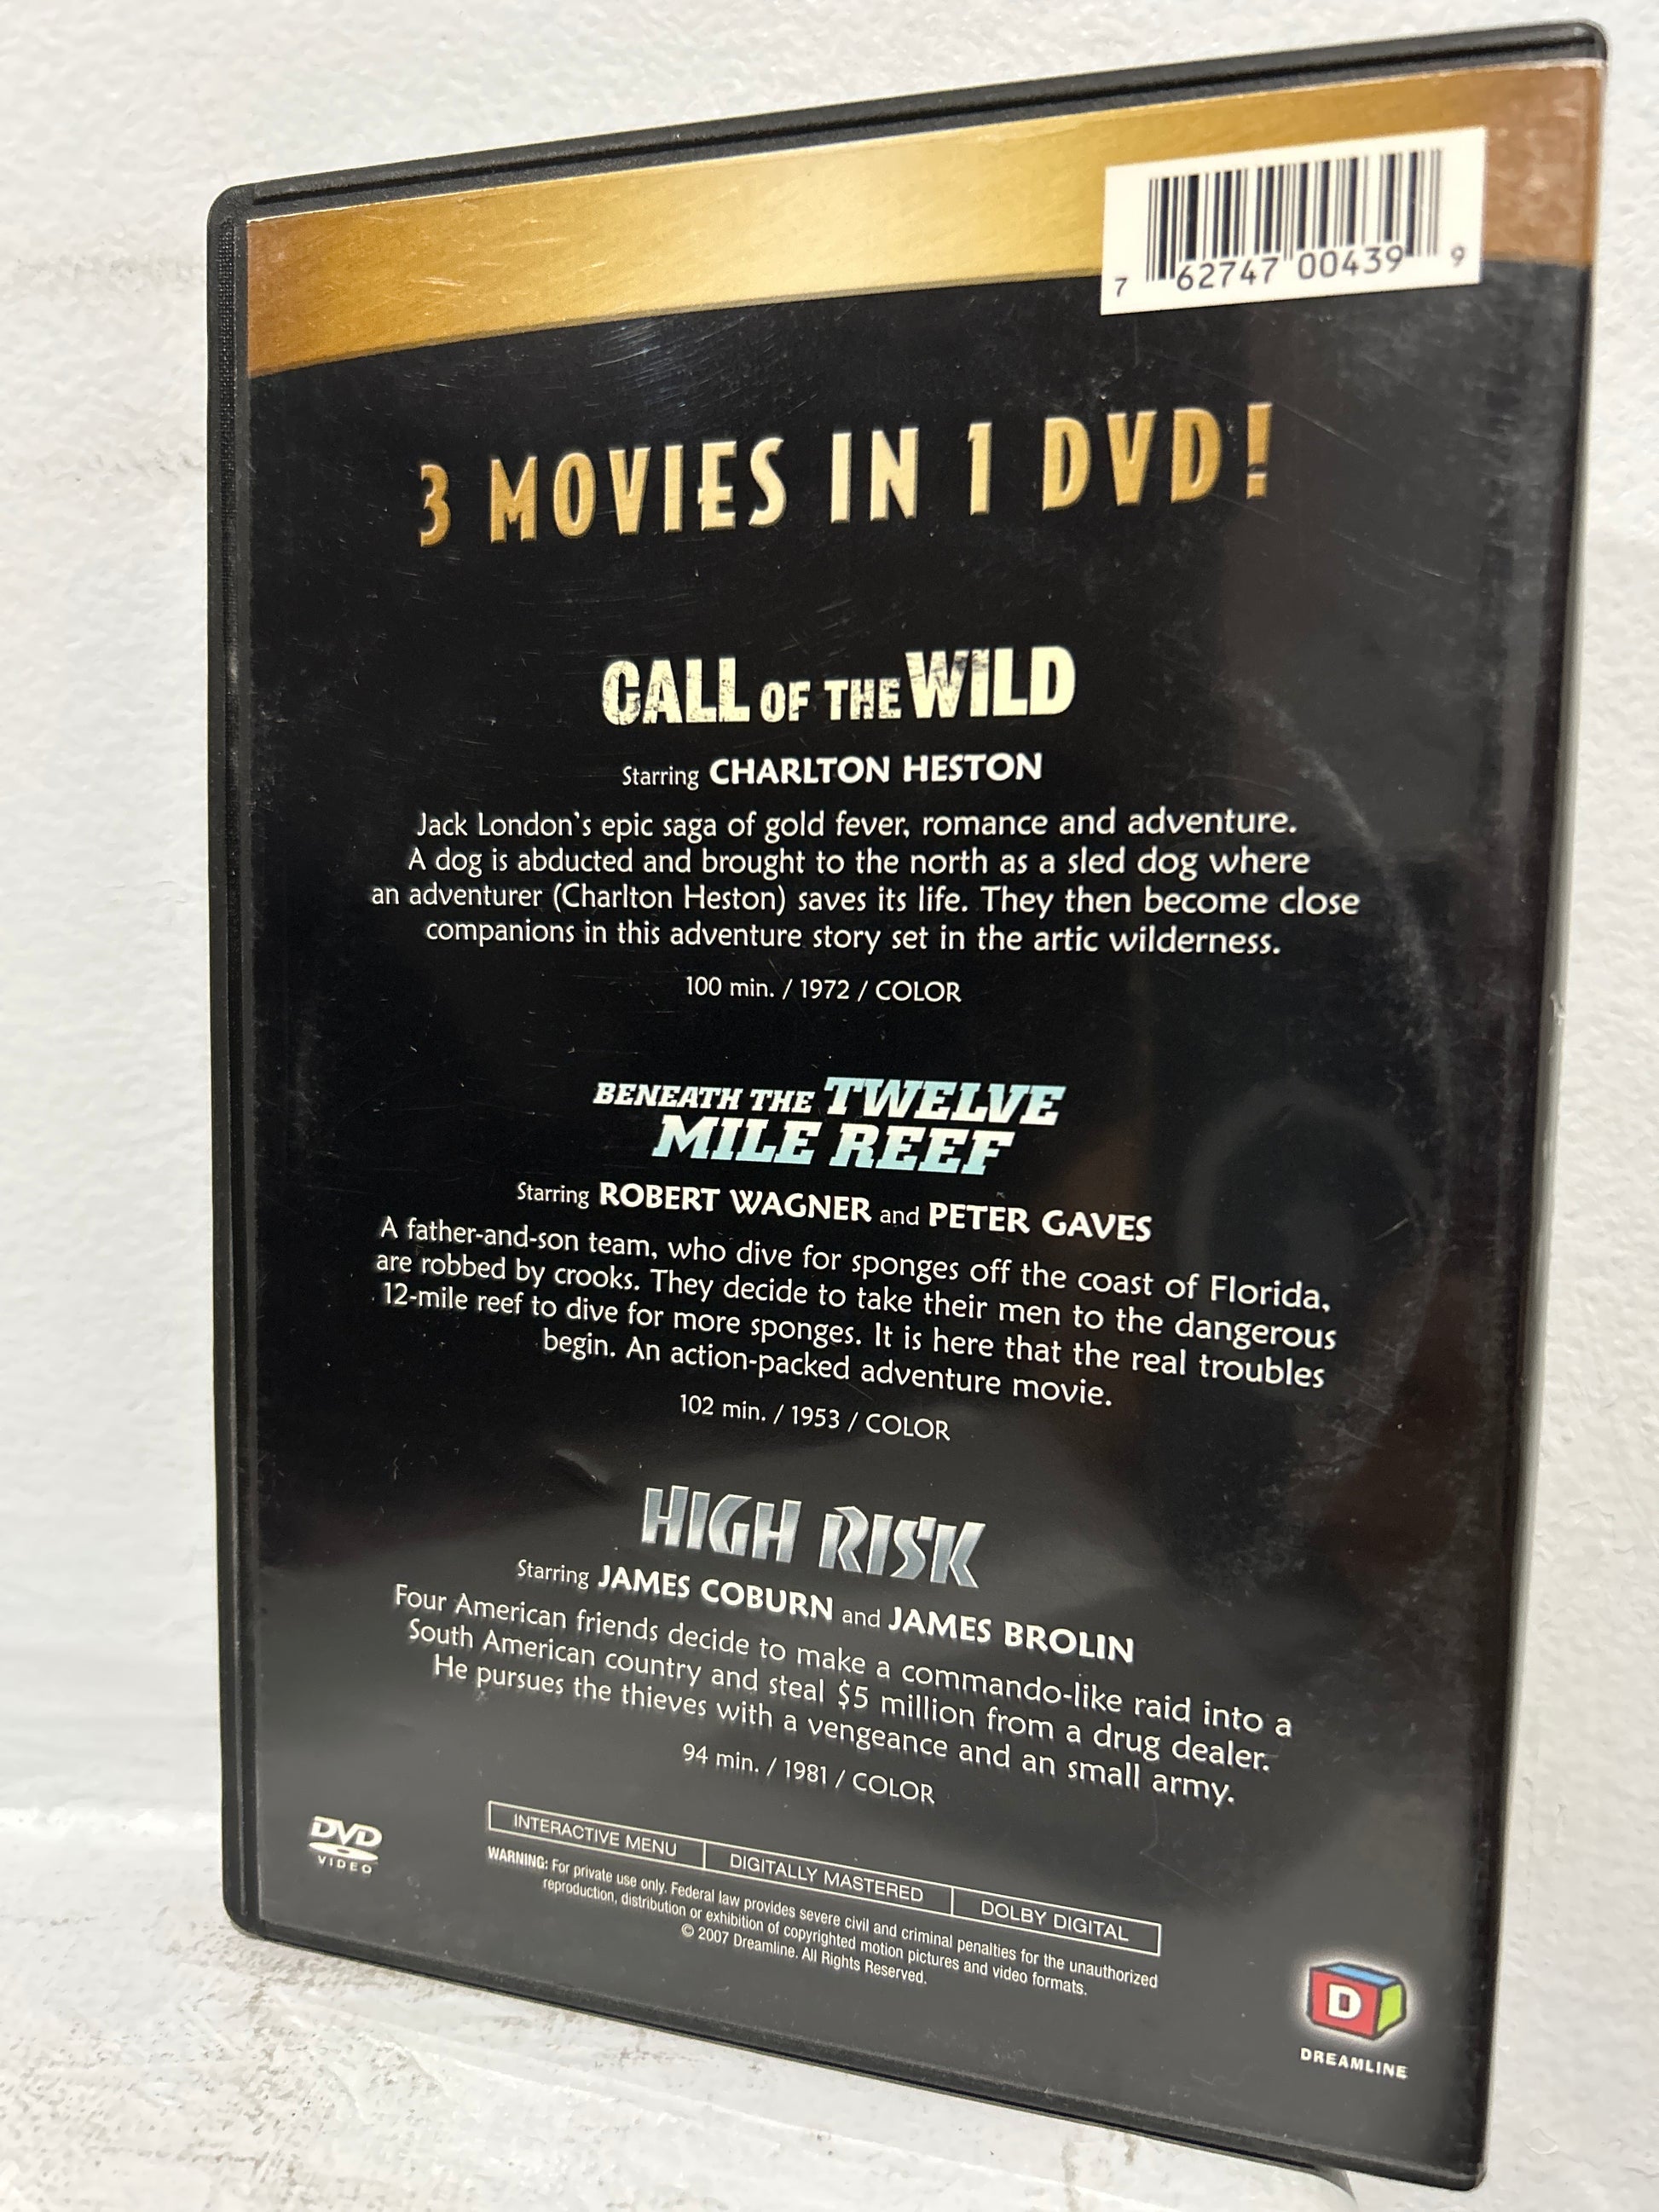 7 62747 00439 9
3 MOVIES IN 1 DVD!
CALL OF THE WILD
Starring CHARLTON HESTON
Jack London's epic saga of gold fever, romance and adventure.
A dog is abducted and brought to the north as a sled dog where
an adventurer (Charlton Heston) saves its life. They then become close
companions in this adventure story set in the artic wilderness.
100 min. / 1972 / COLOR
BENEATH THE TWELVE
MILE REEF
Starring ROBERT WAGNER and PETER GAVES
A father-and-son team, who dive for sponges off the coast of Florida,
are robbed by crooks. They decide to take their men to the dangerous
12-mile reef to dive for more sponges. It is here that the real troubles
begin. An action-packed adventure movie.
102 min. / 1953 / COLOR
HIGH RISK
Starring JAMES COBURN and JAMES BROLIN
Four American friends decide to make a commando-like raid into a
South American country and steal $5 million from a drug dealer.
He pursues the thieves with a vengeance and an small army.
94 min. / 1981 / COLOR
DVD
VIDEO
INTERACTIVE MENU DIGITALLY MASTERED DOLBY DIGITAL
WARNING: For private use only. Federal law provides severe civil and criminal penalties for the unauthorized
reproduction, distribution or exhibition of copyrighted motion pictures and video formats.
© 2007 Dreamline. All Rights Reserved.
D
DREAMLINE